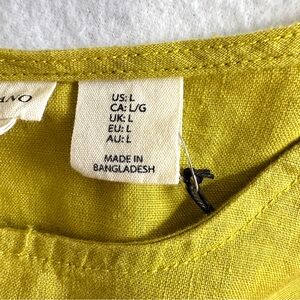 US: L
CA: L/G
UK: L
EU: L
AU: L
MADE IN
BANGLADESH